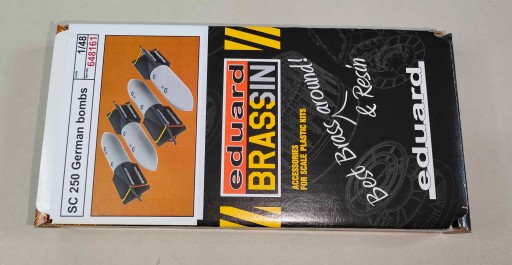 SC 250 German bombs
1/48
648161
eduard
BRASSIN
ACCESSORIES
FOR SCALE PLASTIC KITS
Best Brass around!
& Resin
eduard